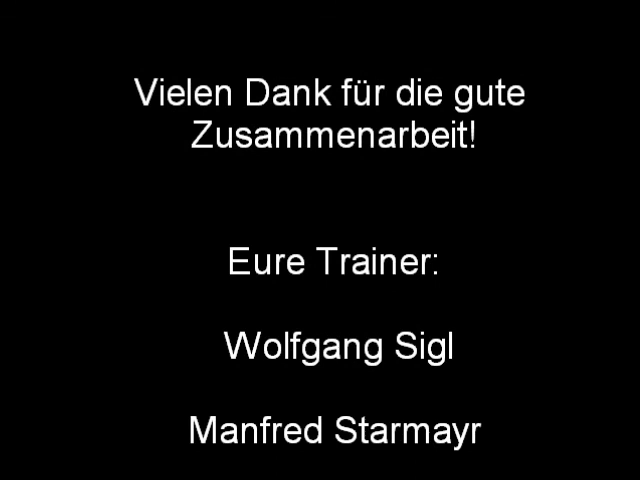 Vielen Dank für die gute
Zusammenarbeit!
Eure Trainer:
Wolfgang Sigl
Manfred Starmayr